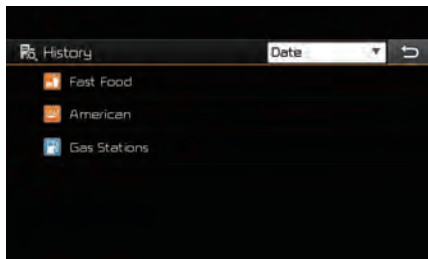 History
Date
Fast Food
American
Gas Stations